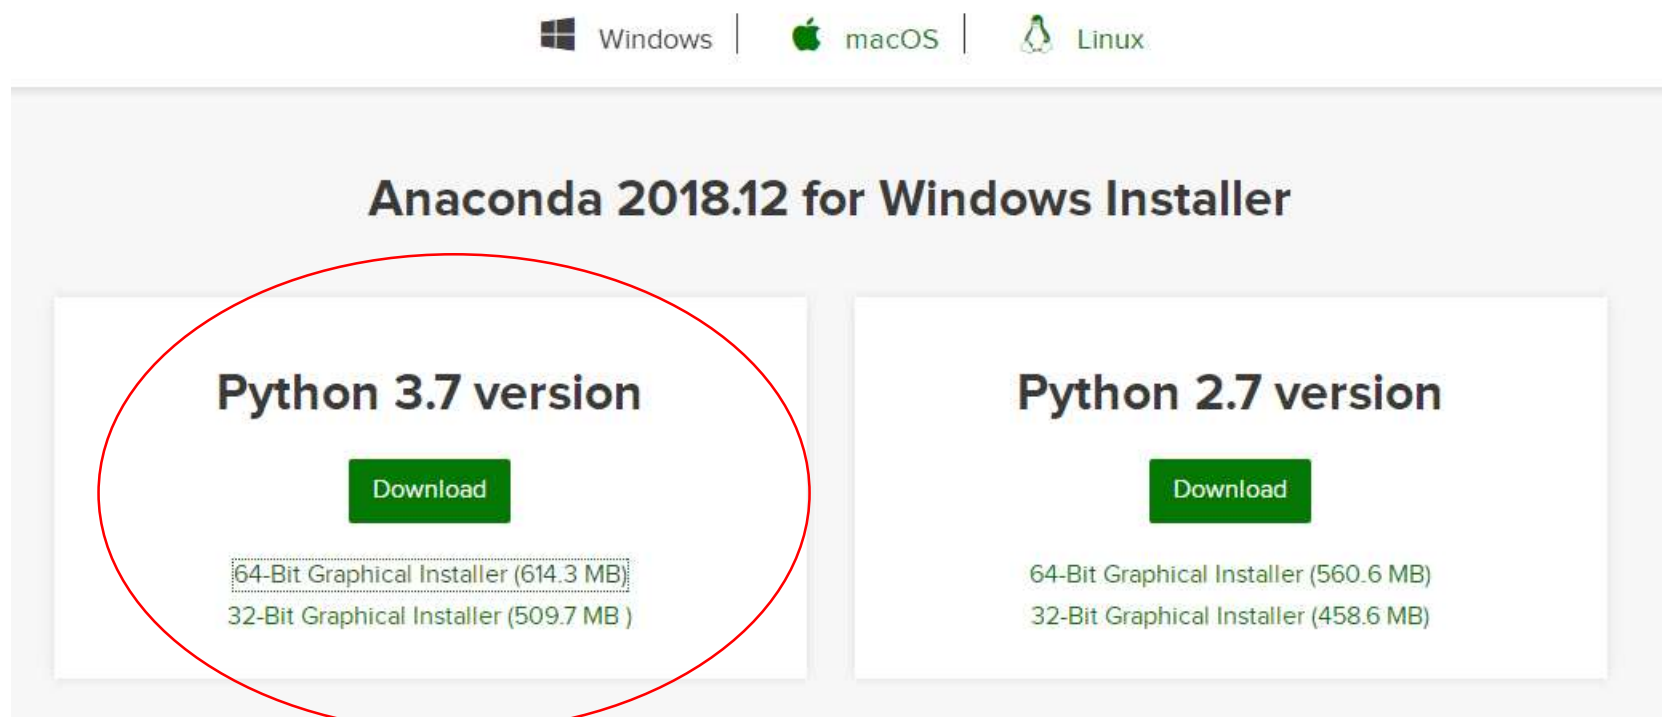 Windows macOS Linux
Anaconda 2018.12 for Windows Installer
Python 3.7 version
Download
64-Bit Graphical Installer (614.3 MB)
32-Bit Graphical Installer (509.7 MB )
Python 2.7 version
Download
64-Bit Graphical Installer (560.6 MB)
32-Bit Graphical Installer (458.6 MB)